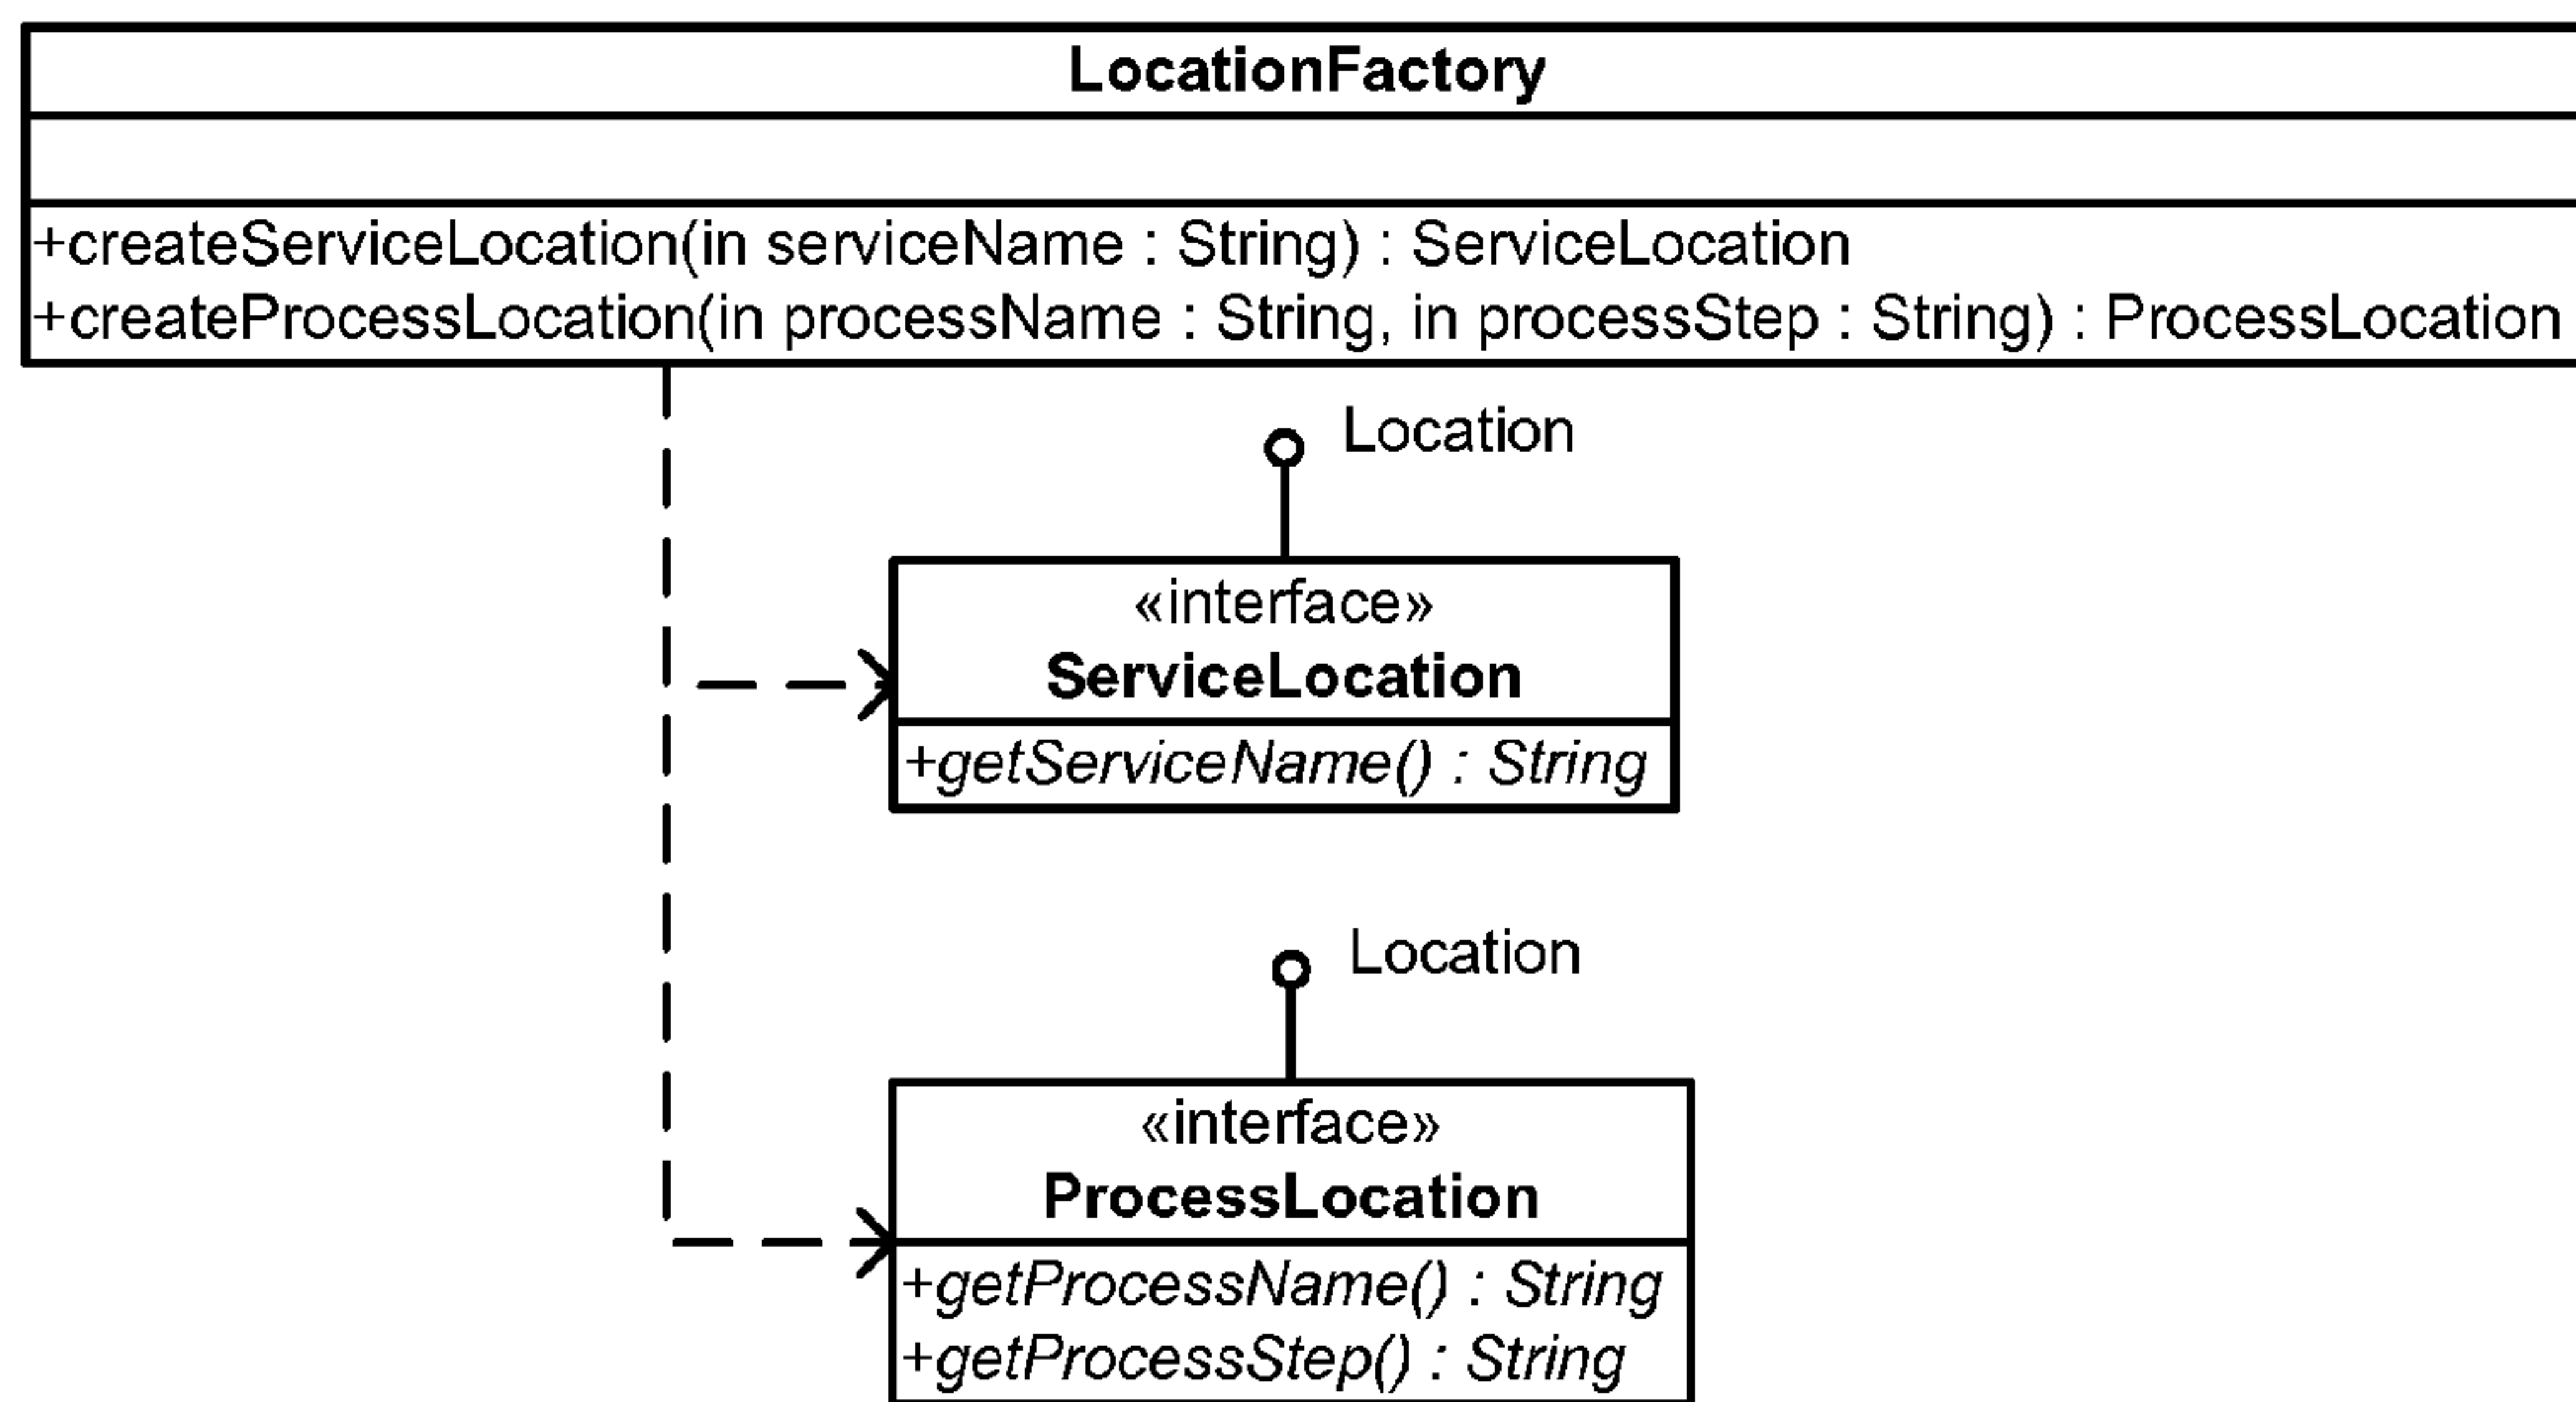 LocationFactory
+createServiceLocation(in serviceName : String) : ServiceLocation
+createProcessLocation(in processName : String, in processStep : String) : ProcessLocation
Location
«interface»
ServiceLocation
+getServiceName() : String
Location
«interface»
ProcessLocation
+getProcessName() : String
+getProcessStep() : String